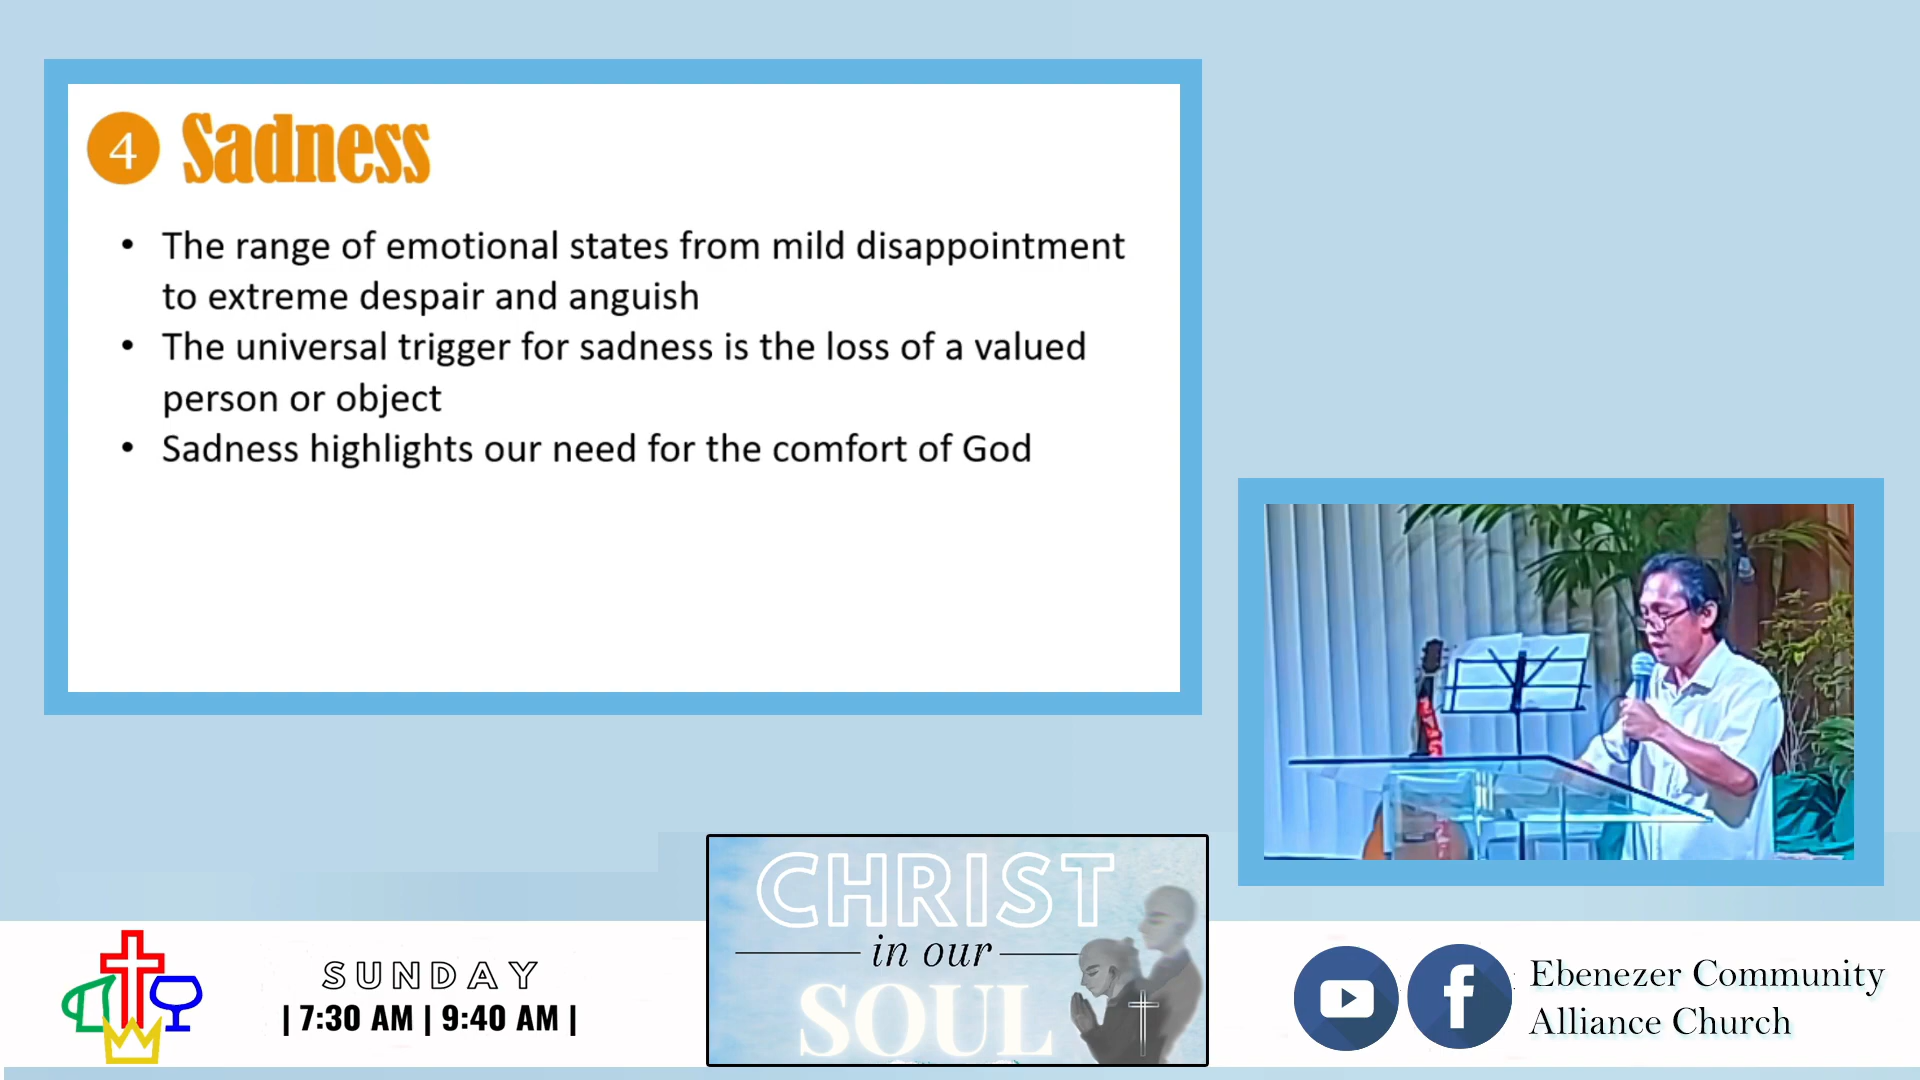 4 Sadness
• The range of emotional states from mild disappointment
to extreme despair and anguish
• The universal trigger for sadness is the loss of a valued
person or object
• Sadness highlights our need for the comfort of God
SUNDAY
| 7:30 AM | 9:40 AM |
CHRIST
in our
SOUL
Ebenezer Community
Alliance Church